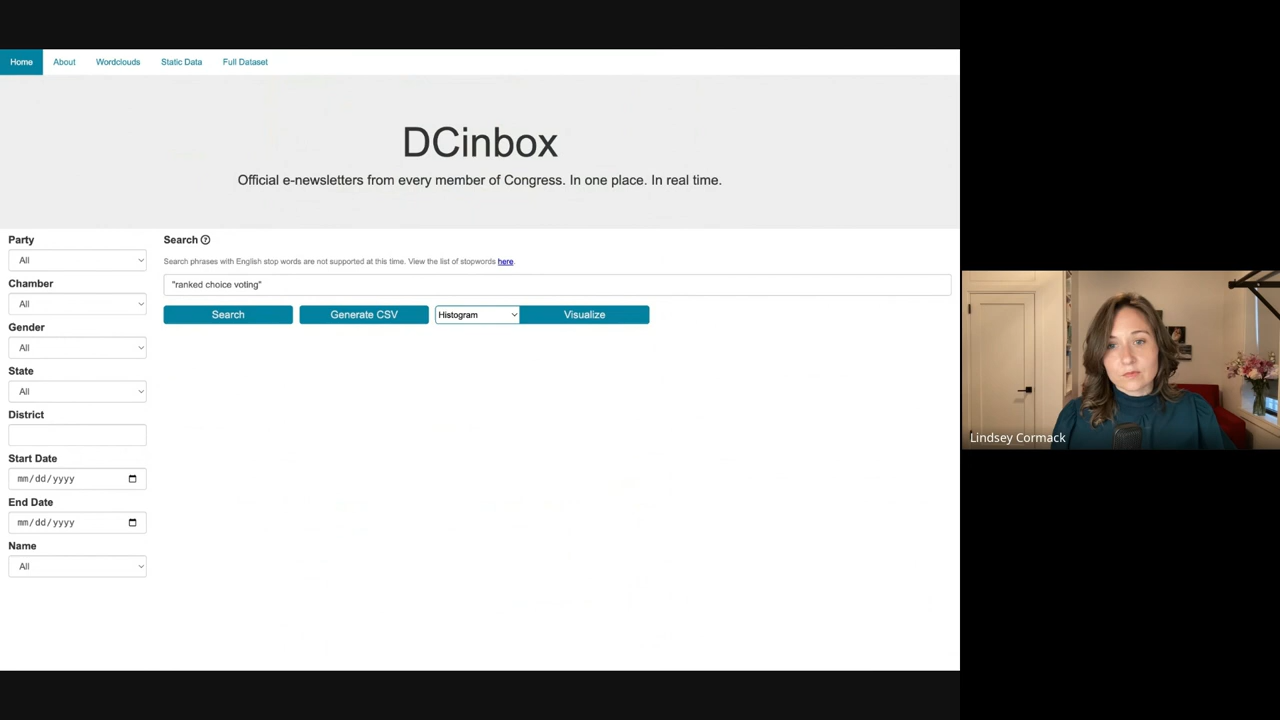 Home About Wordclouds Static Data Full Dataset
DCinbox
Official e-newsletters from every member of Congress. In one place. In real time.
Party
All
Chamber
All
Gender
All
State
All
District
Start Date
mm/dd/yyyy
End Date
mm/dd/yyyy
Name
All
Search ?
Search phrases with English stop words are not supported at this time. View the list of stopwords here.
"ranked choice voting"
Search Generate CSV Histogram Visualize
Lindsey Cormack